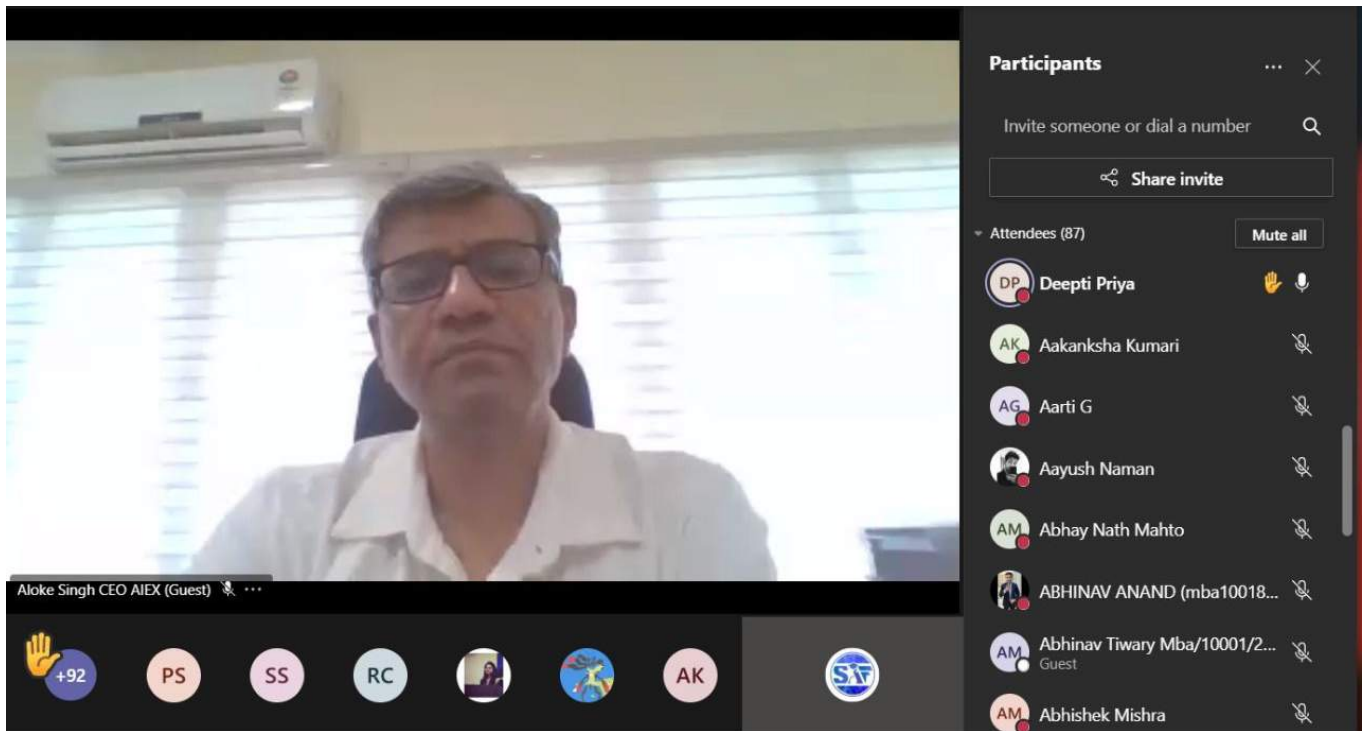 Participants
Invite someone or dial a number
Share invite
Attendees (87)
Mute all
DP
Deepti Priya
AK
Aakanksha Kumari
AG
Aarti G
Aayush Naman
AM
Abhay Nath Mahto
ABHINAV ANAND (mba10018...
AM
Abhinav Tiwary Mba/10001/2...
Guest
AM
Abhishek Mishra
Aloke Singh CEO AIEX (Guest)
+92
PS
SS
RC
AK